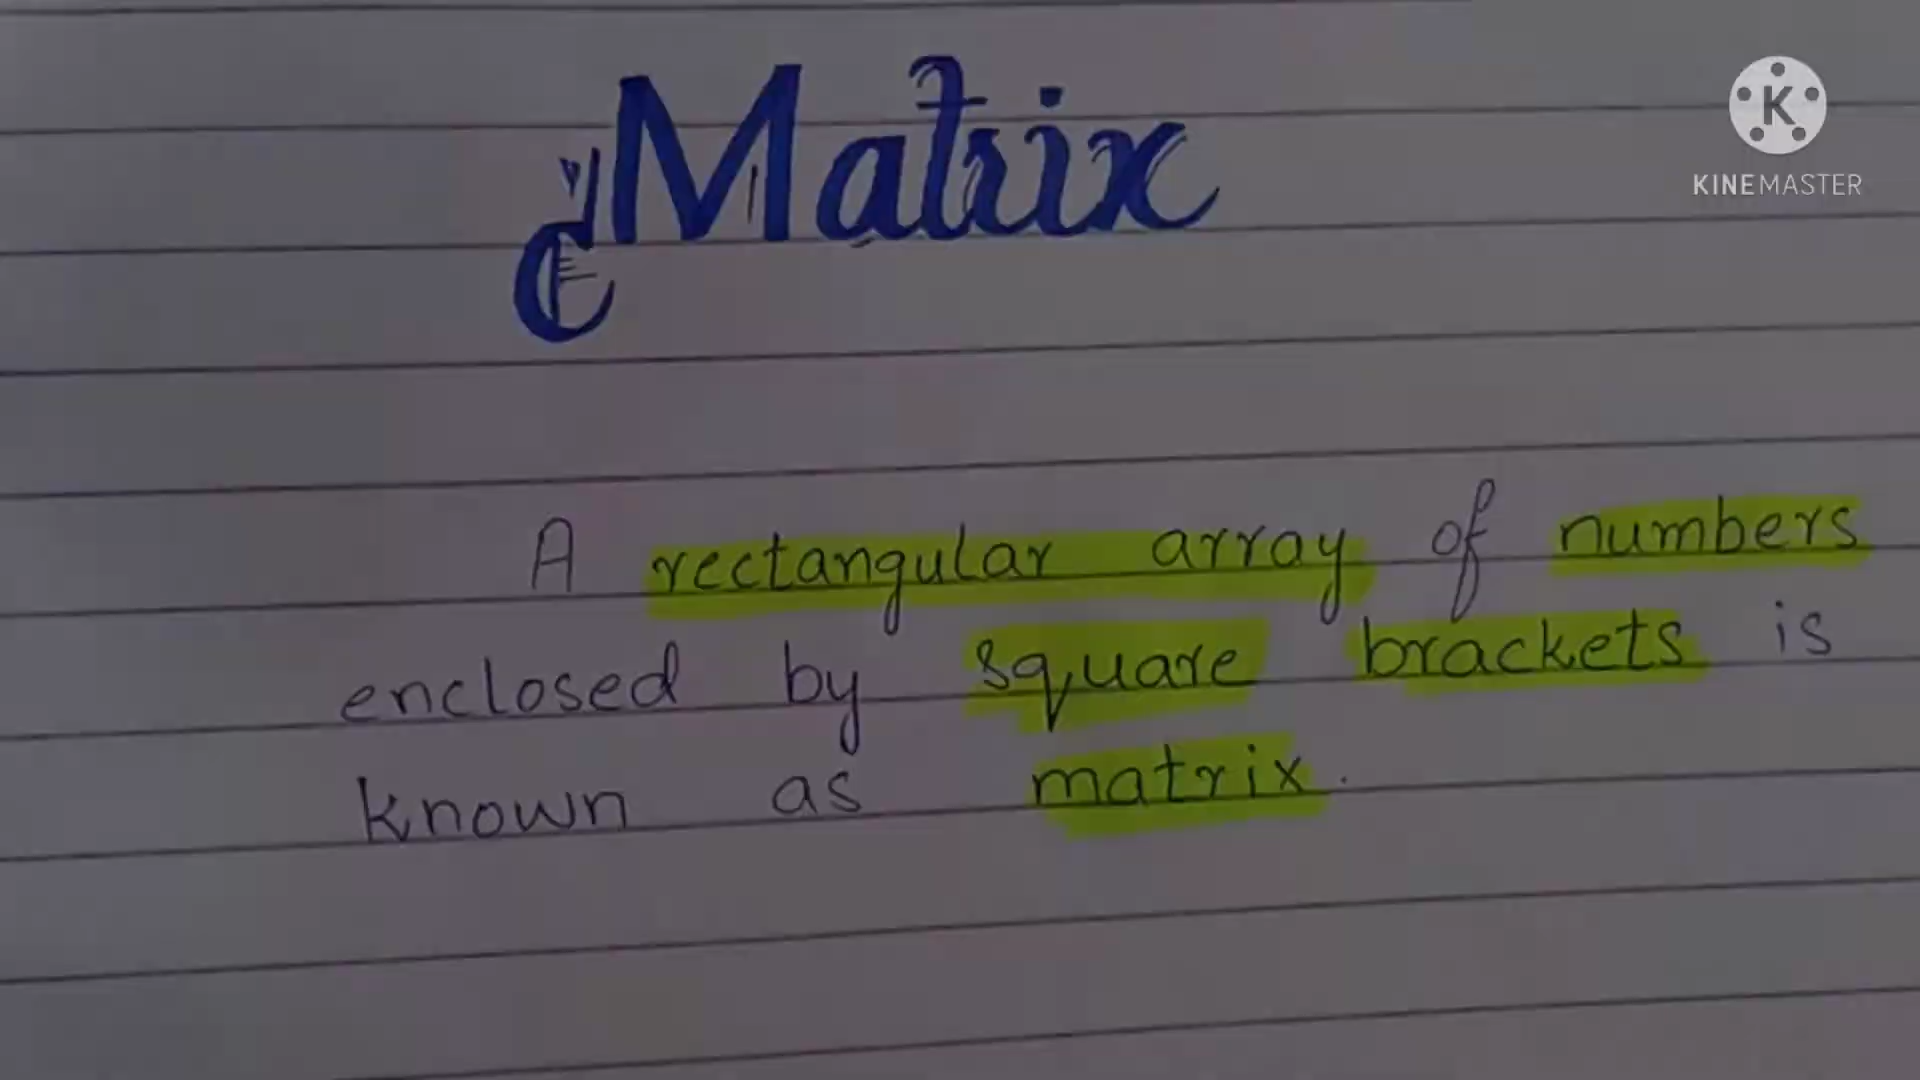 Matrix
K
KINEMASTER
A rectangular array of numbers
enclosed by square brackets is
known as matrix.